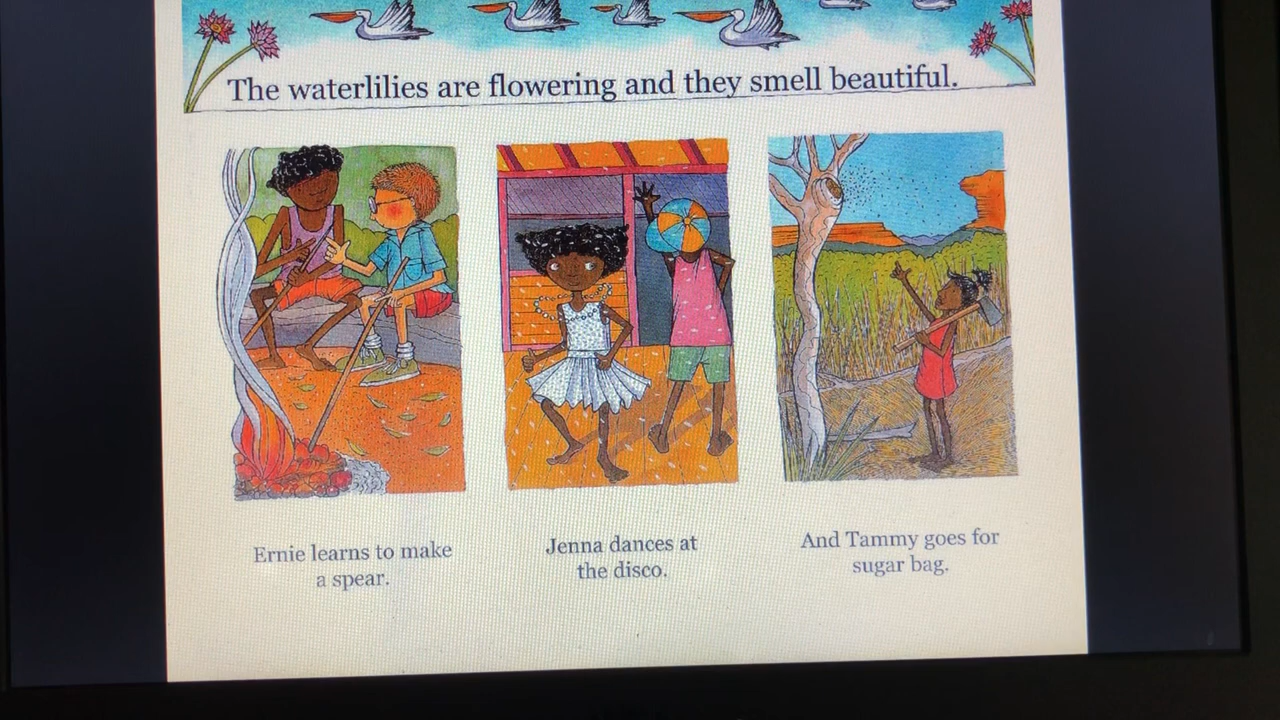 The waterlilies are flowering and they smell beautiful.
Ernie learns to make
a spear.
Jenna dances at
the disco.
And Tammy goes for
sugar bag.